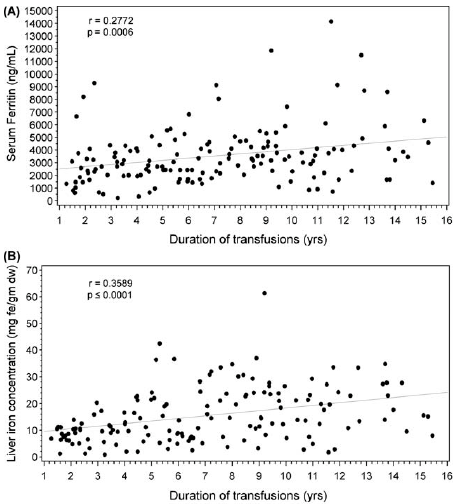 (A)
r = 0.2772
p = 0.0006
15000
14000
13000
12000
11000
10000
9000
8000
7000
6000
5000
4000
3000
2000
1000
0
Serum Ferritin (ng/mL)
1 2 3 4 5 6 7 8 9 10 11 12 13 14 15 16
Duration of transfusions (yrs)
(B)
r = 0.3589
p ≤ 0.0001
70
60
50
40
30
20
10
0
Liver iron concentration (mg fe/gm dw)
1 2 3 4 5 6 7 8 9 10 11 12 13 14 15 16
Duration of transfusions (yrs)